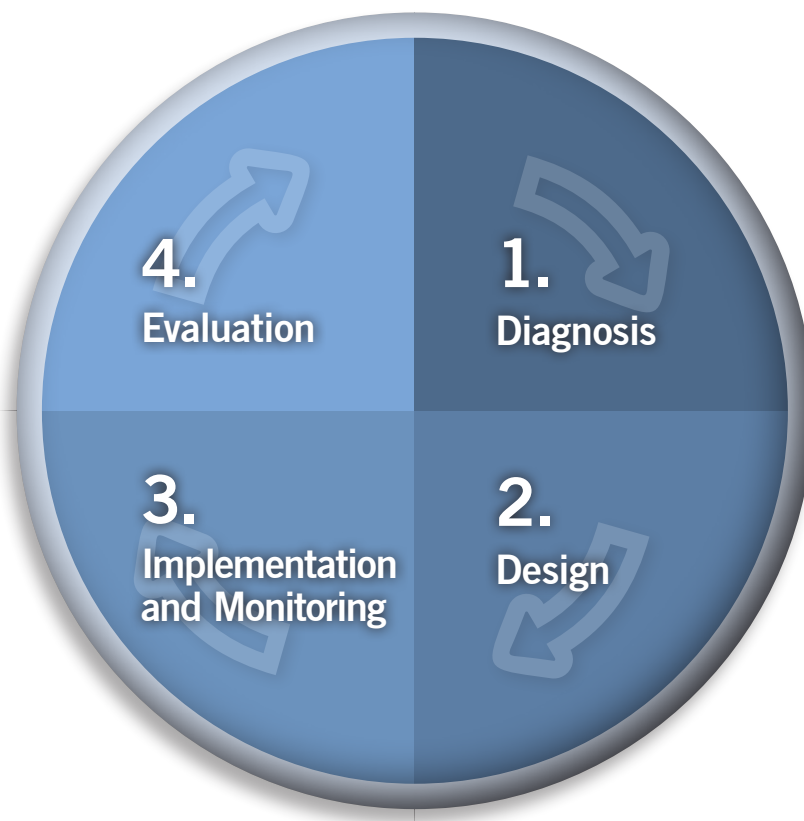 1.
Diagnosis
2.
Design
3.
Implementation
and Monitoring
4.
Evaluation